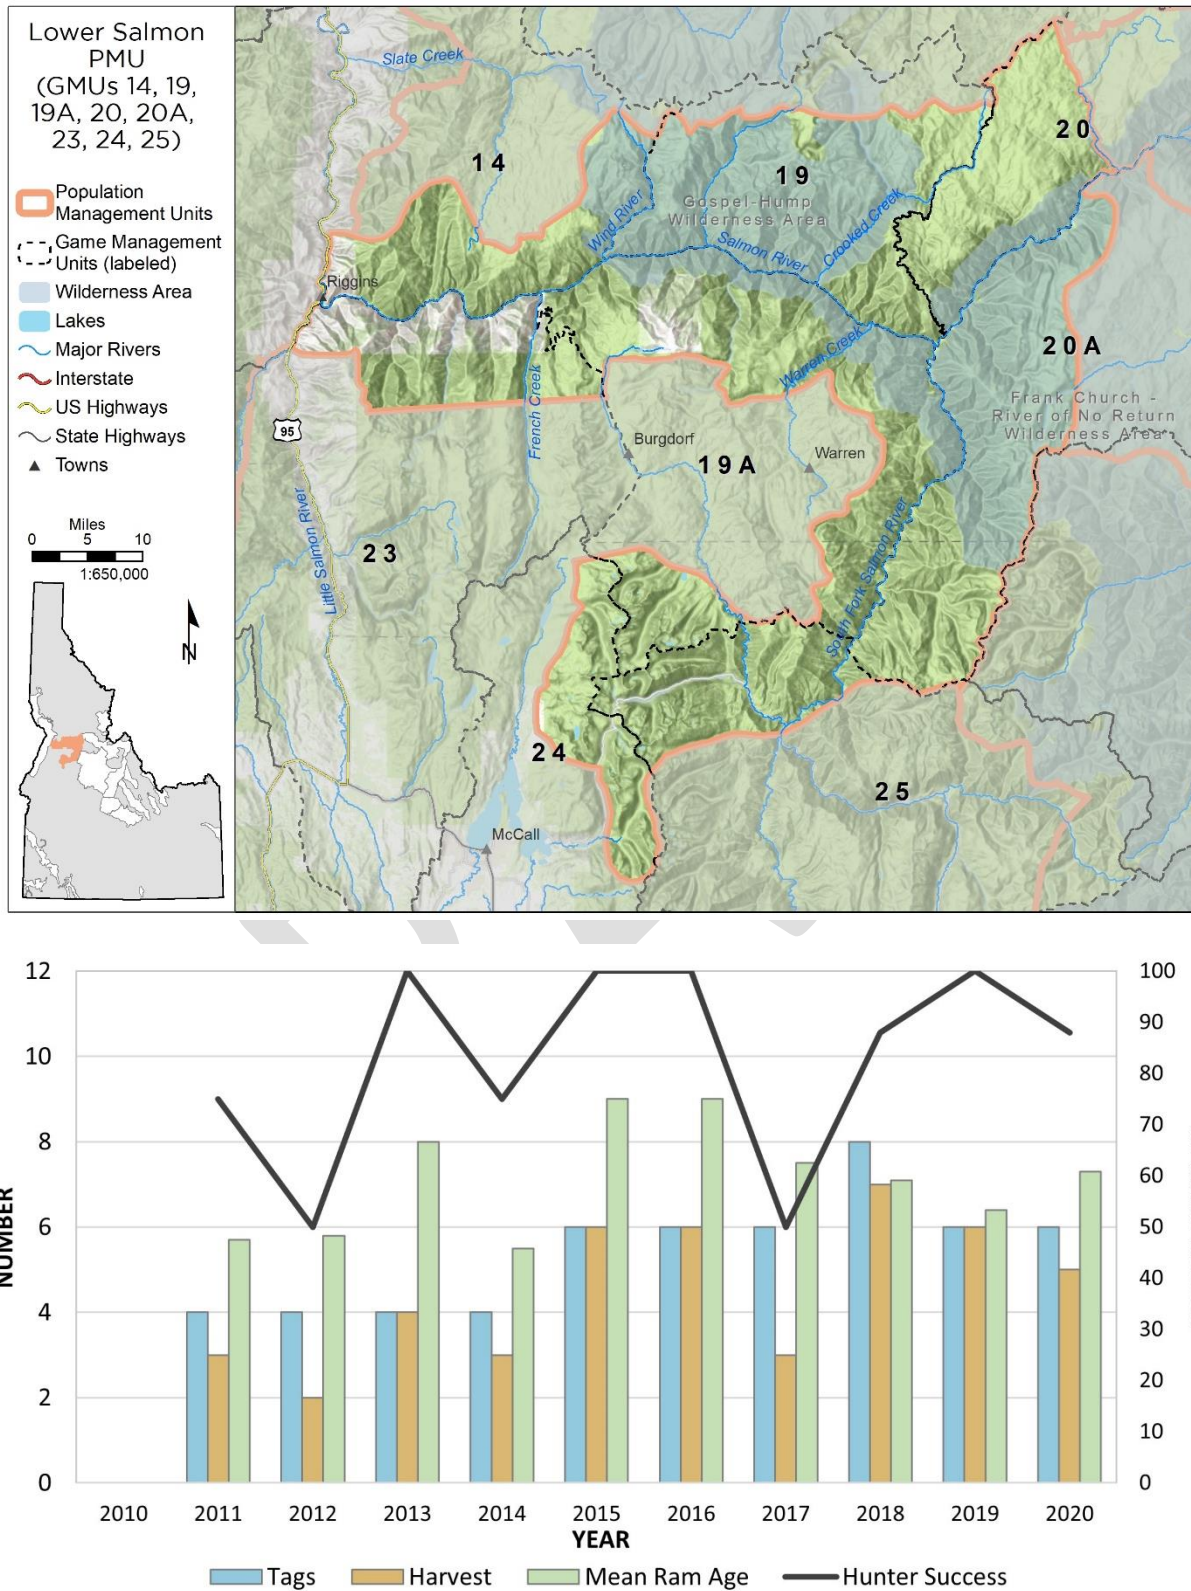 Lower Salmon
PMU
(GMUs 14, 19,
19A, 20, 20A,
23, 24, 25)
Population
Management Units
Game Management
Units (labeled)
Wilderness Area
Lakes
Major Rivers
Interstate
US Highways
State Highways
Towns
Miles
0 5 10
1:650,000
N
Slate Creek
14
19
20
Gospel-Hump
Wilderness Area
Wind River
Salmon River
Crooked Creek
Riggins
20A
Warren Creek
Frank Church -
River of No Return
Wilderness Area
95
French Creek
Burgdorf
19A
Warren
Little Salmon River
23
South Fork Salmon River
24
25
McCall
12
10
8
6
4
2
0
NUMBER
100
90
80
70
60
50
40
30
20
10
0
2010 2011 2012 2013 2014 2015 2016 2017 2018 2019 2020
YEAR
Tags Harvest Mean Ram Age Hunter Success